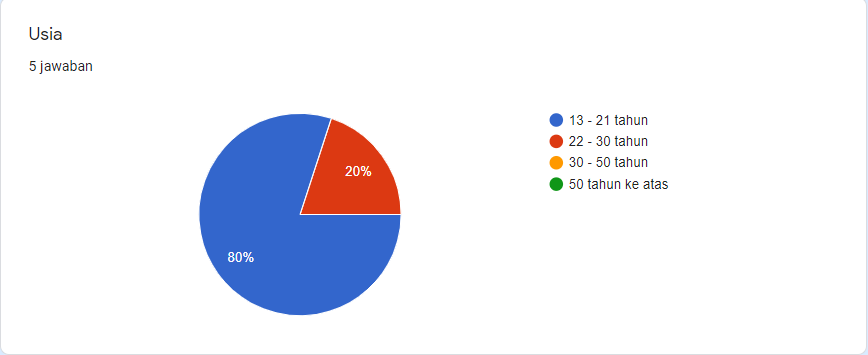 Usia
5 jawaban
13 - 21 tahun
22 - 30 tahun
30 - 50 tahun
50 tahun ke atas
20%
80%